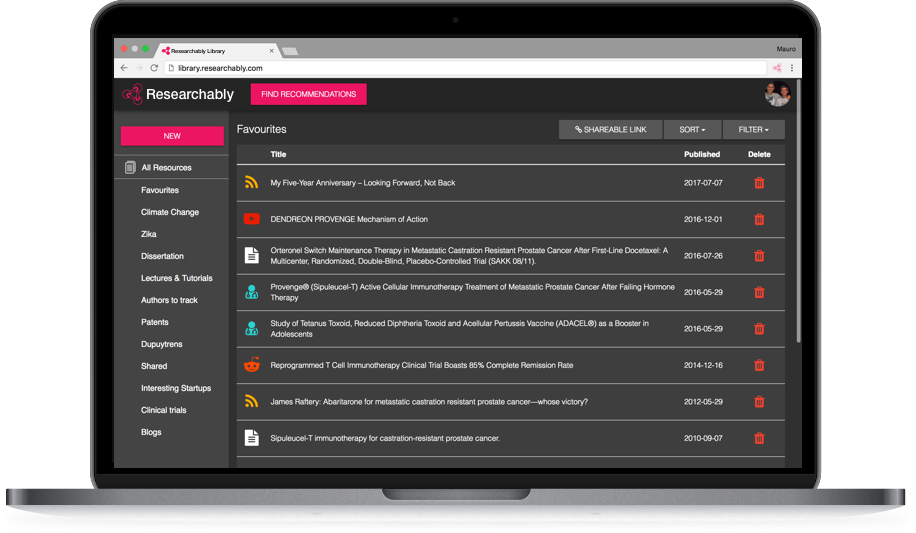 Researchably Library
Mauro
library.researchably.com
Researchably
FIND RECOMMENDATIONS
NEW
All Resources
Favourites
Climate Change
Zika
Dissertation
Lectures & Tutorials
Authors to track
Patents
Dupuytrens
Shared
Interesting Startups
Clinical trials
Blogs
Favourites
SHAREABLE LINK
SORT
FILTER
Title Published Delete
My Five-Year Anniversary – Looking Forward, Not Back 2017-07-07
DENDREON PROVENGE Mechanism of Action 2016-12-01
Orteronel Switch Maintenance Therapy in Metastatic Castration Resistant Prostate Cancer After First-Line Docetaxel: A
Multicenter, Randomized, Double-Blind, Placebo-Controlled Trial (SAKK 08/11). 2016-07-26
Provenge® (Sipuleucel-T) Active Cellular Immunotherapy Treatment of Metastatic Prostate Cancer After Failing Hormone
Therapy 2016-05-29
Study of Tetanus Toxoid, Reduced Diphtheria Toxoid and Acellular Pertussis Vaccine (ADACEL®) as a Booster in
Adolescents 2016-05-29
Reprogrammed T Cell Immunotherapy Clinical Trial Boasts 85% Complete Remission Rate 2014-12-16
James Raftery: Abaritarone for metastatic castration resistant prostate cancer—whose victory? 2012-05-29
Sipuleucel-T immunotherapy for castration-resistant prostate cancer. 2010-09-07